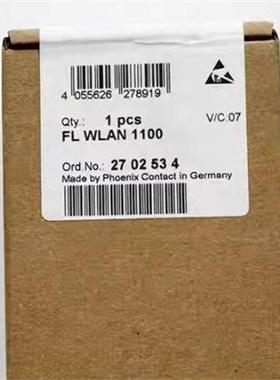 4 055626 278919
Qty.: 1 pcs
V/C.07
FL WLAN 1100
Ord.No.: 27 02 53 4
Made by Phoenix Contact in Germany